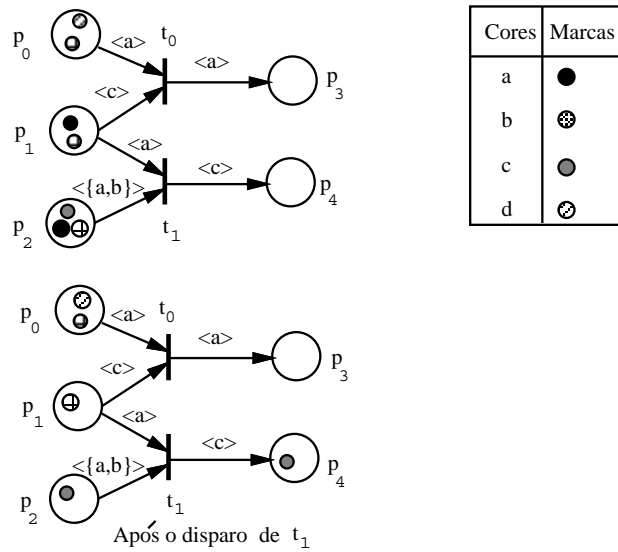 p0 <a> t0 <a> p3
<c>
p1 <a> <c> p4
<{a,b}>
p2 t1
Cores Marcas
a
b
c
d
p0 <a> t0 <a> p3
<c>
p1 <a> <c> p4
<{a,b}>
p2 t1
Após o disparo de t1